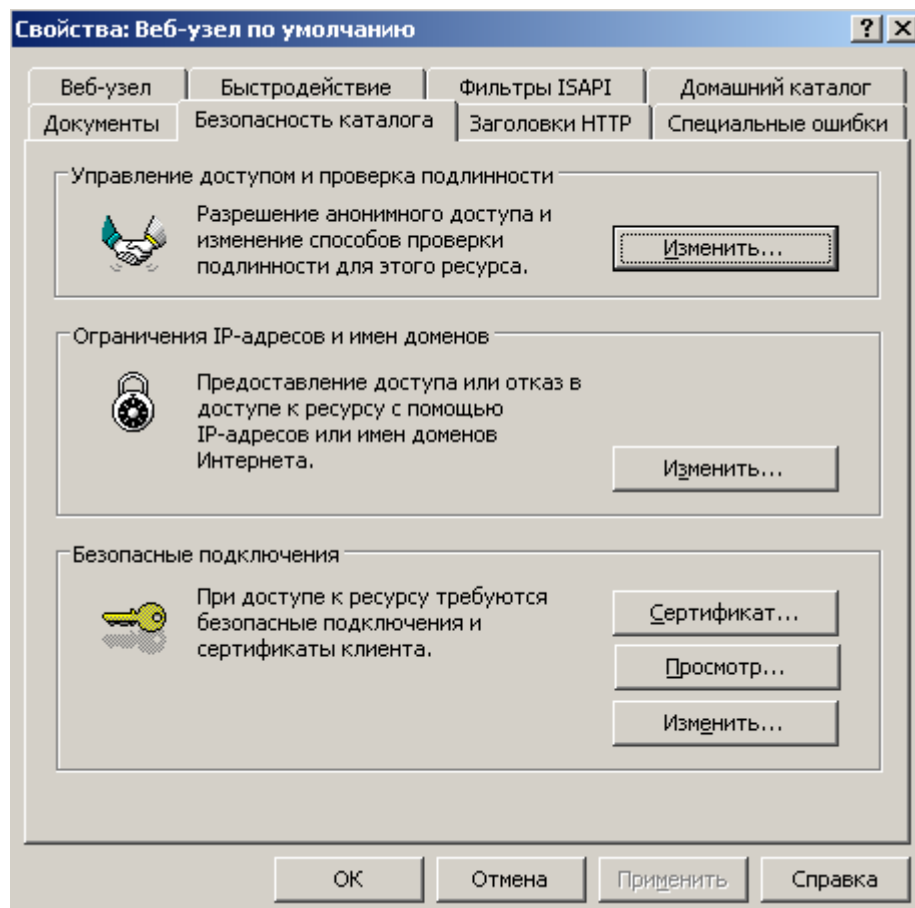 Свойства: Веб-узел по умолчанию
Веб-узел
Быстродействие
Фильтры ISAPI
Домашний каталог
Документы
Безопасность каталога
Заголовки HTTP
Специальные ошибки
Управление доступом и проверка подлинности
Разрешение анонимного доступа и
изменение способов проверки
подлинности для этого ресурса.
Изменить...
Ограничения IP-адресов и имен доменов
Предоставление доступа или отказ в
доступе к ресурсу с помощью
IP-адресов или имен доменов
Интернета.
Изменить...
Безопасные подключения
При доступе к ресурсу требуются
безопасные подключения и
сертификаты клиента.
Сертификат...
Просмотр...
Изменить...
ОК
Отмена
Применить
Справка